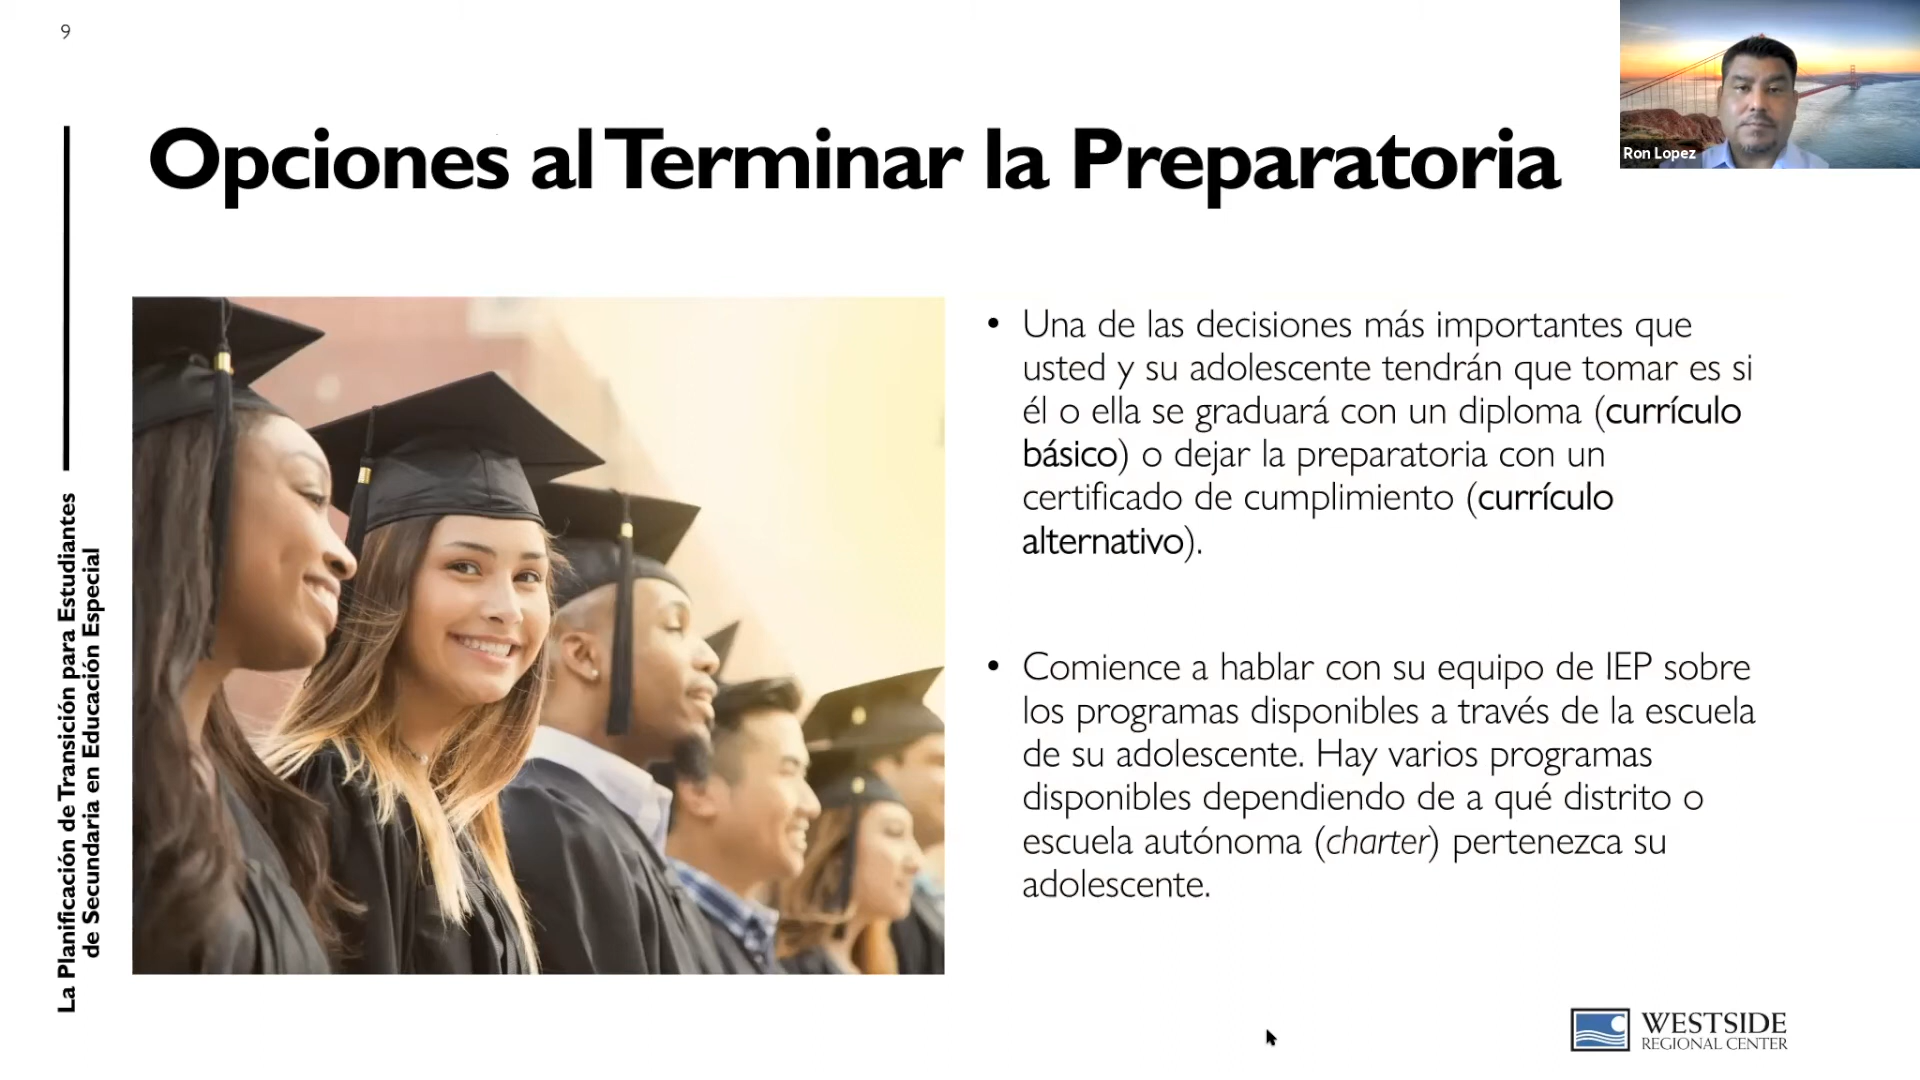 9
Opciones al Terminar la Preparatoria
Ron Lopez
La Planificación de Transición para Estudiantes
de Secundaria en Educación Especial
• Una de las decisiones más importantes que
usted y su adolescente tendrán que tomar es si
él o ella se graduará con un diploma (currículo
básico) o dejar la preparatoria con un
certificado de cumplimiento (currículo
alternativo).
• Comience a hablar con su equipo de IEP sobre
los programas disponibles a través de la escuela
de su adolescente. Hay varios programas
disponibles dependiendo de a qué distrito o
escuela autónoma (charter) pertenezca su
adolescente.
WESTSIDE
REGIONAL CENTER